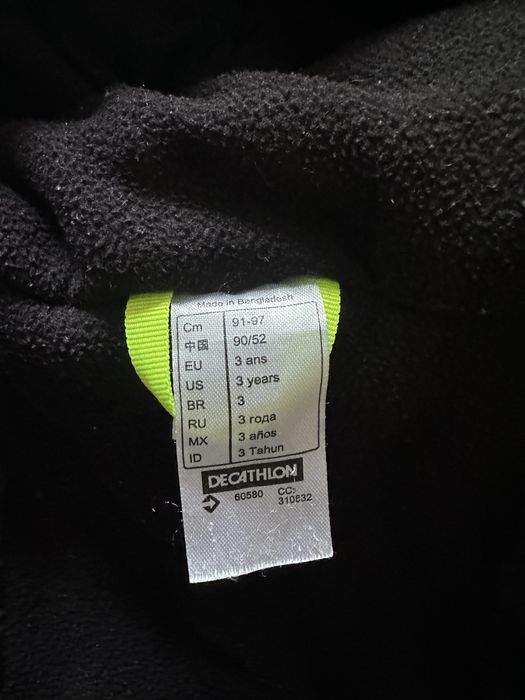 Made in Bangladesh
Cm 91-97
中国 90/52
EU 3 ans
US 3 years
BR 3
RU 3 года
MX 3 años
ID 3 Tahun
DECATHLON
60580 CC:
310632